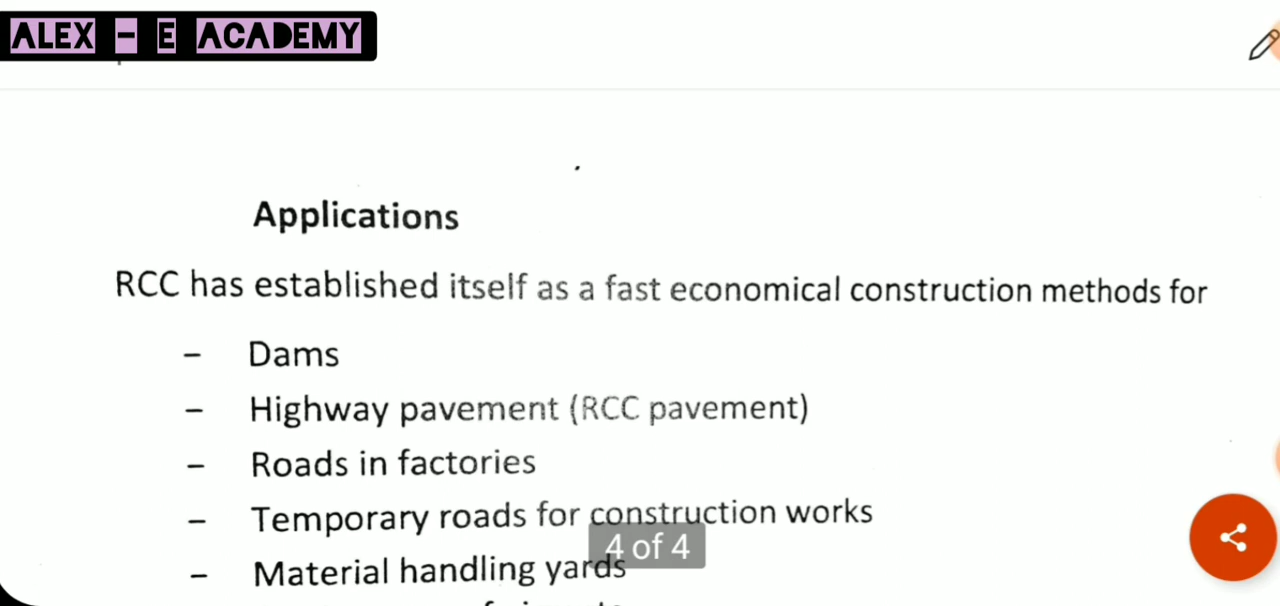 ALEX - E ACADEMY
Applications
RCC has established itself as a fast economical construction methods for
- Dams
- Highway pavement (RCC pavement)
- Roads in factories
- Temporary roads for construction works
4 of 4
- Material handling yards